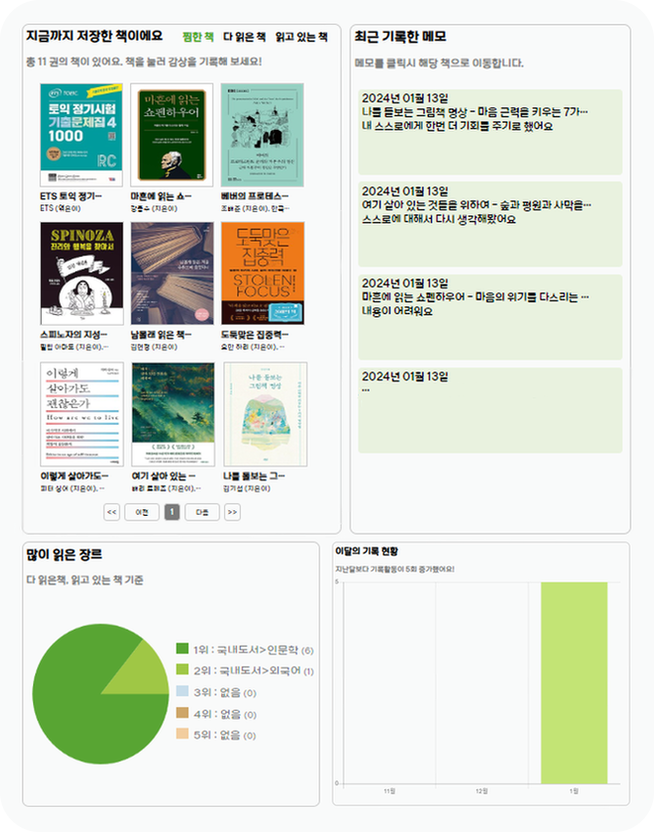 지금까지 저장한 책이에요
찜한 책 다 읽은 책 읽고 있는 책
총 11 권의 책이 있어요. 책을 눌러 감상을 기록해 보세요!
토익 정기시험
기출문제집 4
1000
RC
ETS 토익 정기…
ETS (엮은이)
마흔에 읽는
쇼펜하우어
마흔에 읽는 쇼…
강용수 (지은이)
베버의 프로테스…
조배준 (지은이), 한국…
SPINOZA
진리와 행복을 찾아서
스피노자의 지성…
필립 아마도 (지은이),…
남몰래 읽은 책…
김연정 (지은이)
도둑맞은
집중력
STOLEN
FOCUS
도둑맞은 집중력…
요한 하리 (지은이),…
이렇게
살아가도
괜찮은가
How are we to live
이렇게 살아가도…
피터 싱어 (지은이),…
여기 살아 있는 …
나를 돌보는
그림책 명상
나를 돌보는 그…
김기섭 (지은이)
<< 이전 1 다음 >>
최근 기록한 메모
메모를 클릭시 해당 책으로 이동합니다.
2024년 01월 13일
나를 돌보는 그림책 명상 - 마음 근력을 키우는 7가…
내 스스로에게 한번 더 기회를 주기로 했어요
2024년 01월 13일
여기 살아 있는 것들을 위하여 - 숲과 평원과 사막을…
스스로에 대해서 다시 생각해봤어요
2024년 01월 13일
마흔에 읽는 쇼펜하우어 - 마음의 위기를 다스리는 …
내용이 어려워요
2024년 01월 13일
…
많이 읽은 장르
다 읽은책, 읽고 있는 책 기준
1위 : 국내도서>인문학 (6)
2위 : 국내도서>외국어 (1)
3위 : 없음 (0)
4위 : 없음 (0)
5위 : 없음 (0)
이달의 기록 현황
지난달보다 기록활동이 5회 증가했어요!
5
0
11월 12월 1월